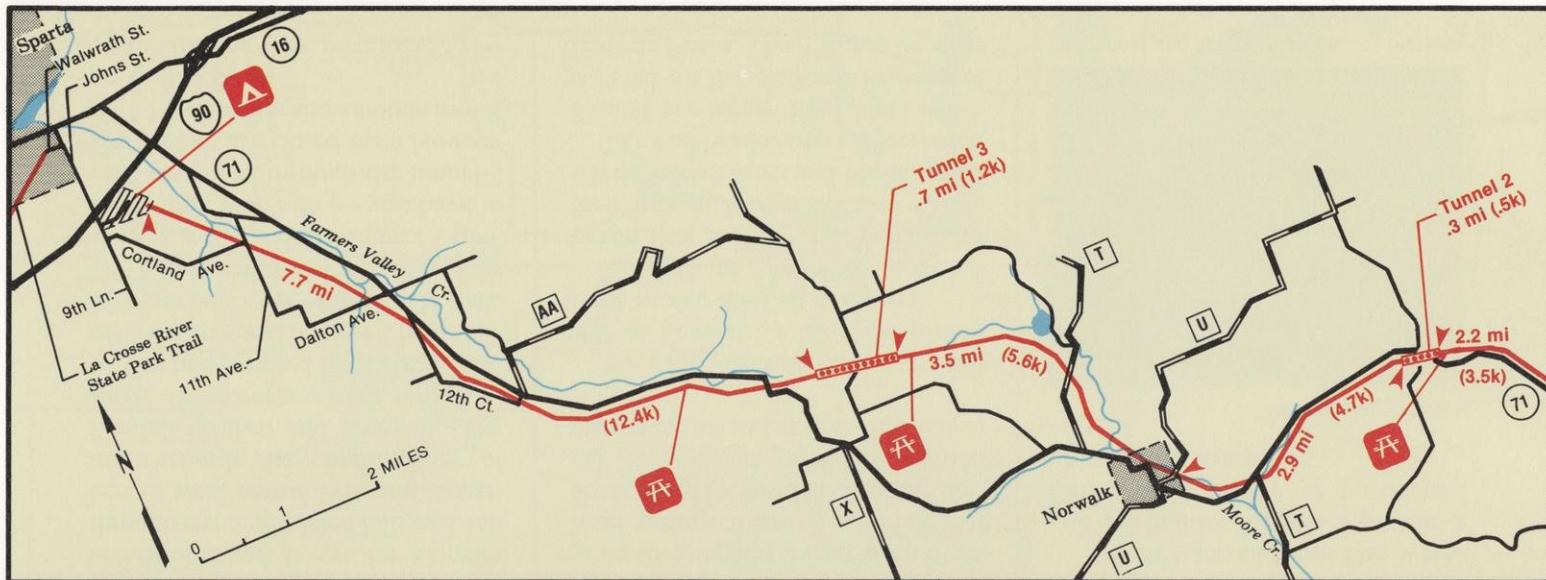 Sparta
Walwrath St.
Johns St.
16
90
71
Cortland Ave.
9th Ln.
La Crosse River
State Park Trail
11th Ave.
7.7 mi
Dalton Ave.
Farmers Valley
Cr.
12th Ct.
AA
(12.4k)
Tunnel 3
.7 mi (1.2k)
3.5 mi
(5.6k)
X
T
Norwalk
U
U
Moore Cr.
T
2.9 mi
(4.7k)
Tunnel 2
.3 mi (.5k)
2.2 mi
(3.5k)
71
0
1
2 MILES